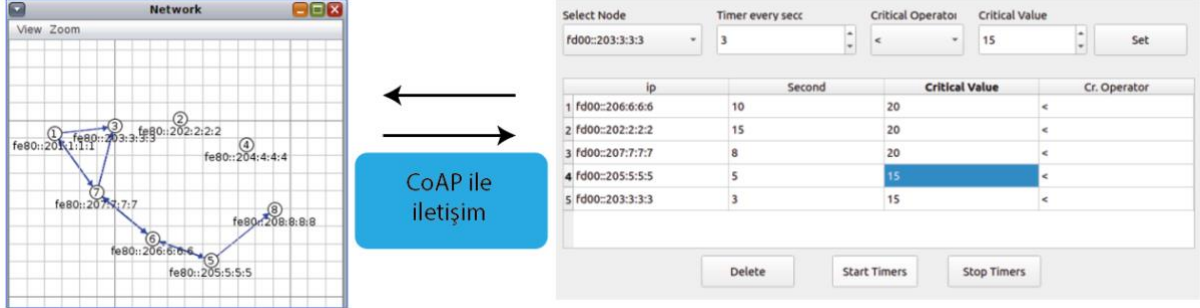 Network
View Zoom
1
3
2
4
fe80::201:1:1:1
fe80::203:3:3:3
fe80::202:2:2:2
fe80::204:4:4:4
7
fe80::207:7:7:7
8
fe80::208:8:8:8
6
fe80::206:6:6:6
5
fe80::205:5:5:5
CoAP ile
iletişim
Select Node Timer every secc Critical Operatoı Critical Value
fd00::203:3:3:3 3 < 15 Set
ip Second Critical Value Cr. Operator
1 fd00::206:6:6:6 10 20 <
2 fd00::202:2:2:2 15 20 <
3 fd00::207:7:7:7 8 20 <
4 fd00::205:5:5:5 5 15 <
5 fd00::203:3:3:3 3 15 <
Delete Start Timers Stop Timers